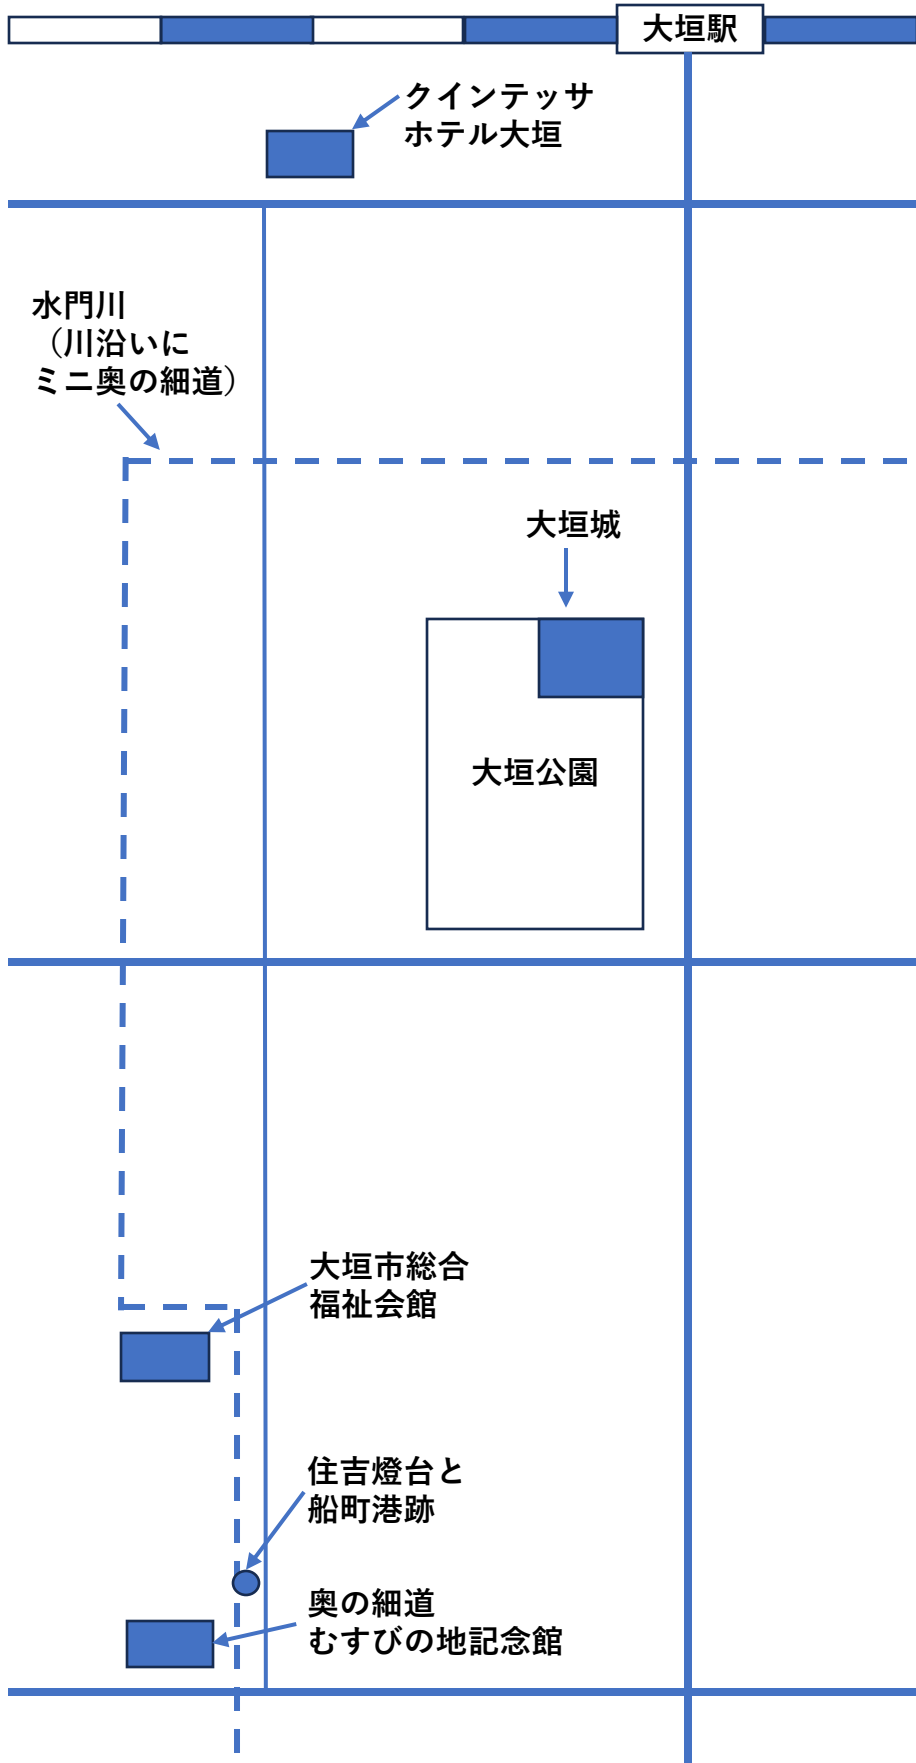 大垣駅
クインテッサ
ホテル大垣
水門川
（川沿いに
ミニ奥の細道）
大垣城
大垣公園
大垣市総合
福祉会館
住吉燈台と
船町港跡
奥の細道
むすびの地記念館